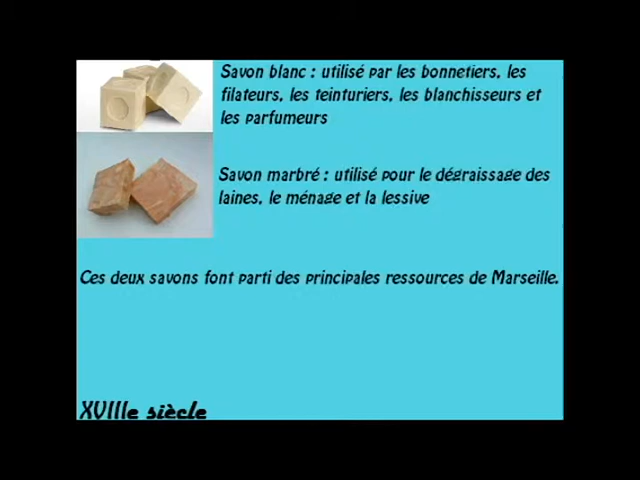 Savon blanc : utilisé par les bonnetiers, les
filateurs, les teinturiers, les blanchisseurs et
les parfumeurs
Savon marbré : utilisé pour le dégraissage des
laines, le ménage et la lessive
Ces deux savons font parti des principales ressources de Marseille.
XVIIIe siècle